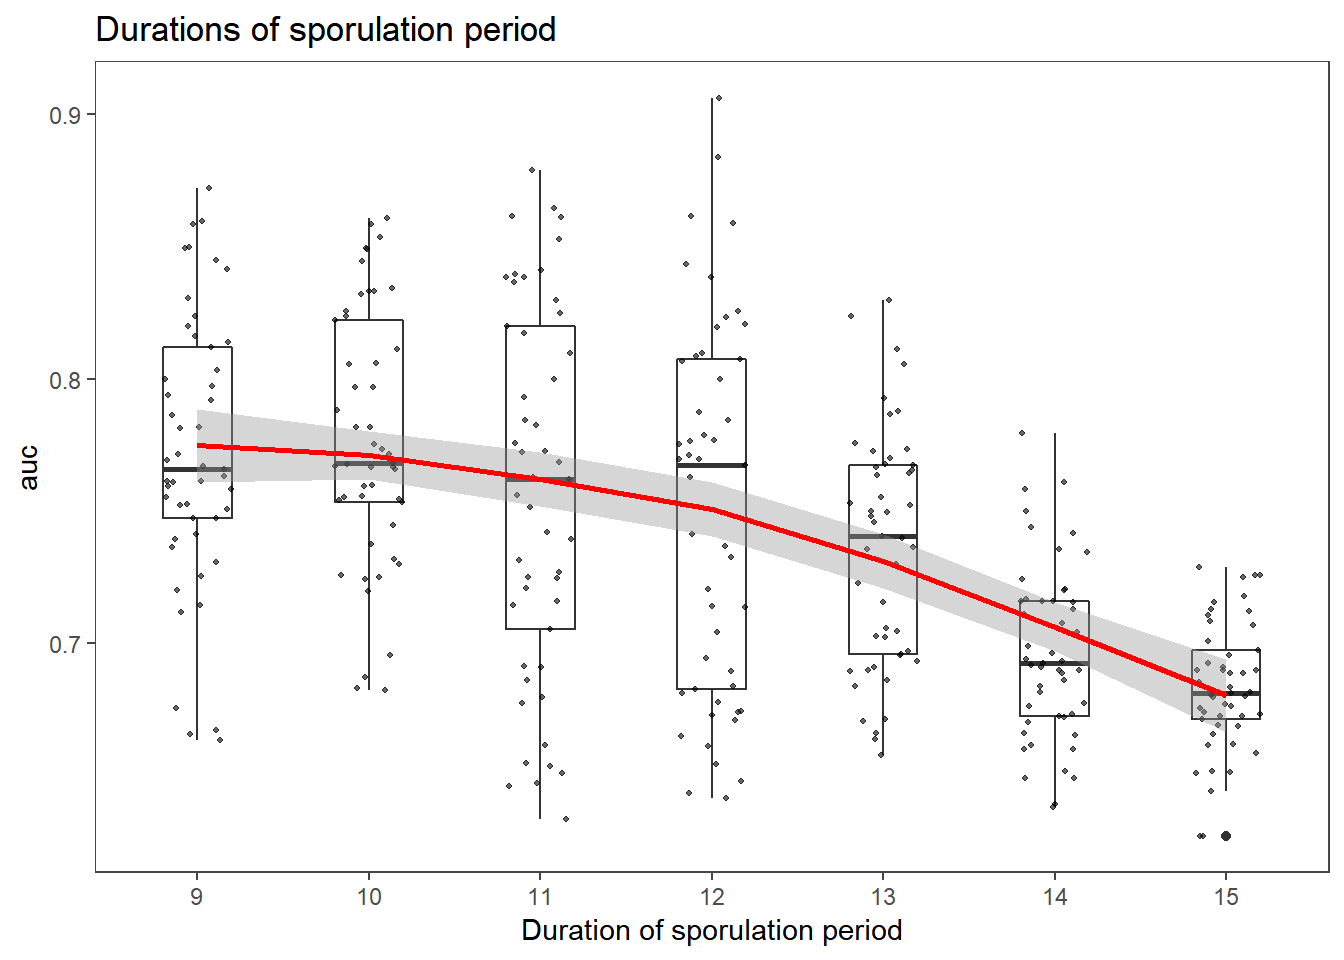 Durations of sporulation period
0.9
0.8
0.7
auc
9 10 11 12 13 14 15
Duration of sporulation period